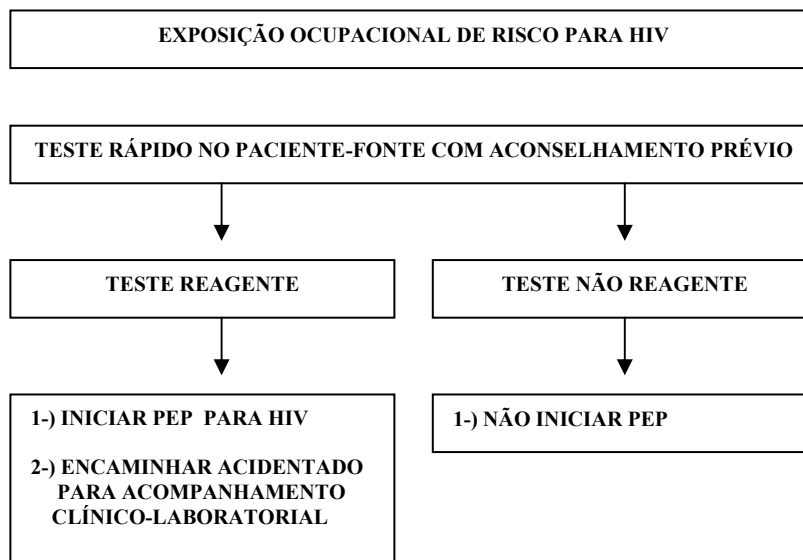 EXPOSIÇÃO OCUPACIONAL DE RISCO PARA HIV
TESTE RÁPIDO NO PACIENTE-FONTE COM ACONSELHAMENTO PRÉVIO
TESTE REAGENTE
TESTE NÃO REAGENTE
1-) INICIAR PEP PARA HIV
2-) ENCAMINHAR ACIDENTADO
PARA ACOMPANHAMENTO
CLÍNICO-LABORATORIAL
1-) NÃO INICIAR PEP